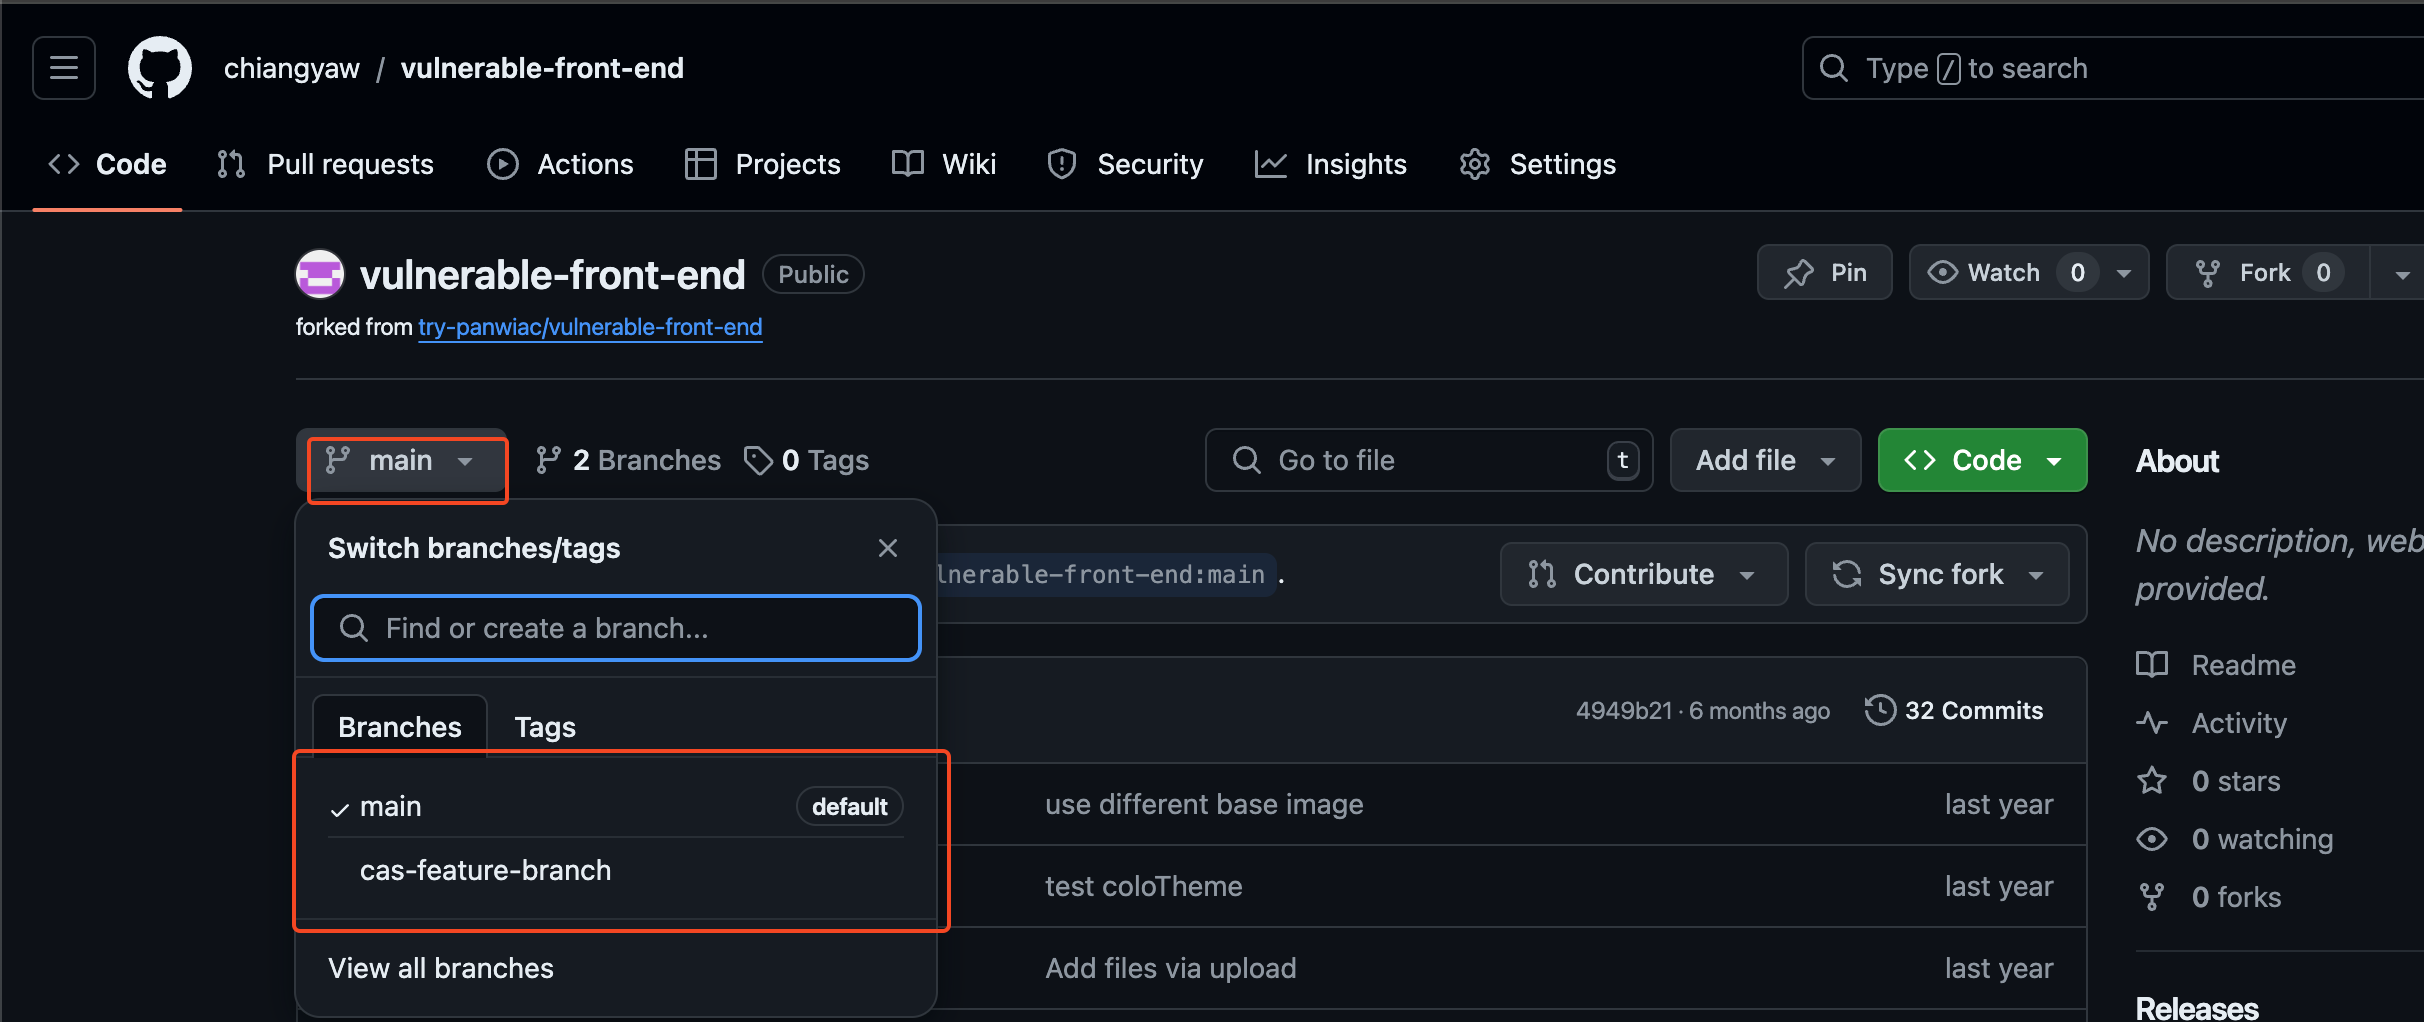 chiangyaw / vulnerable-front-end
Type / to search
Code Pull requests Actions Projects Wiki Security Insights Settings
vulnerable-front-end Public
Pin Watch 0 Fork 0
forked from try-panwiac/vulnerable-front-end
main 2 Branches 0 Tags Go to file t Add file Code
About
Switch branches/tags
Find or create a branch...
Branches Tags
main default
cas-feature-branch
View all branches
lnerable-front-end:main .
Contribute Sync fork
4949b21 · 6 months ago 32 Commits
use different base image last year
test coloTheme last year
Add files via upload last year
No description, web
provided.
Readme
Activity
0 stars
0 watching
0 forks
Releases